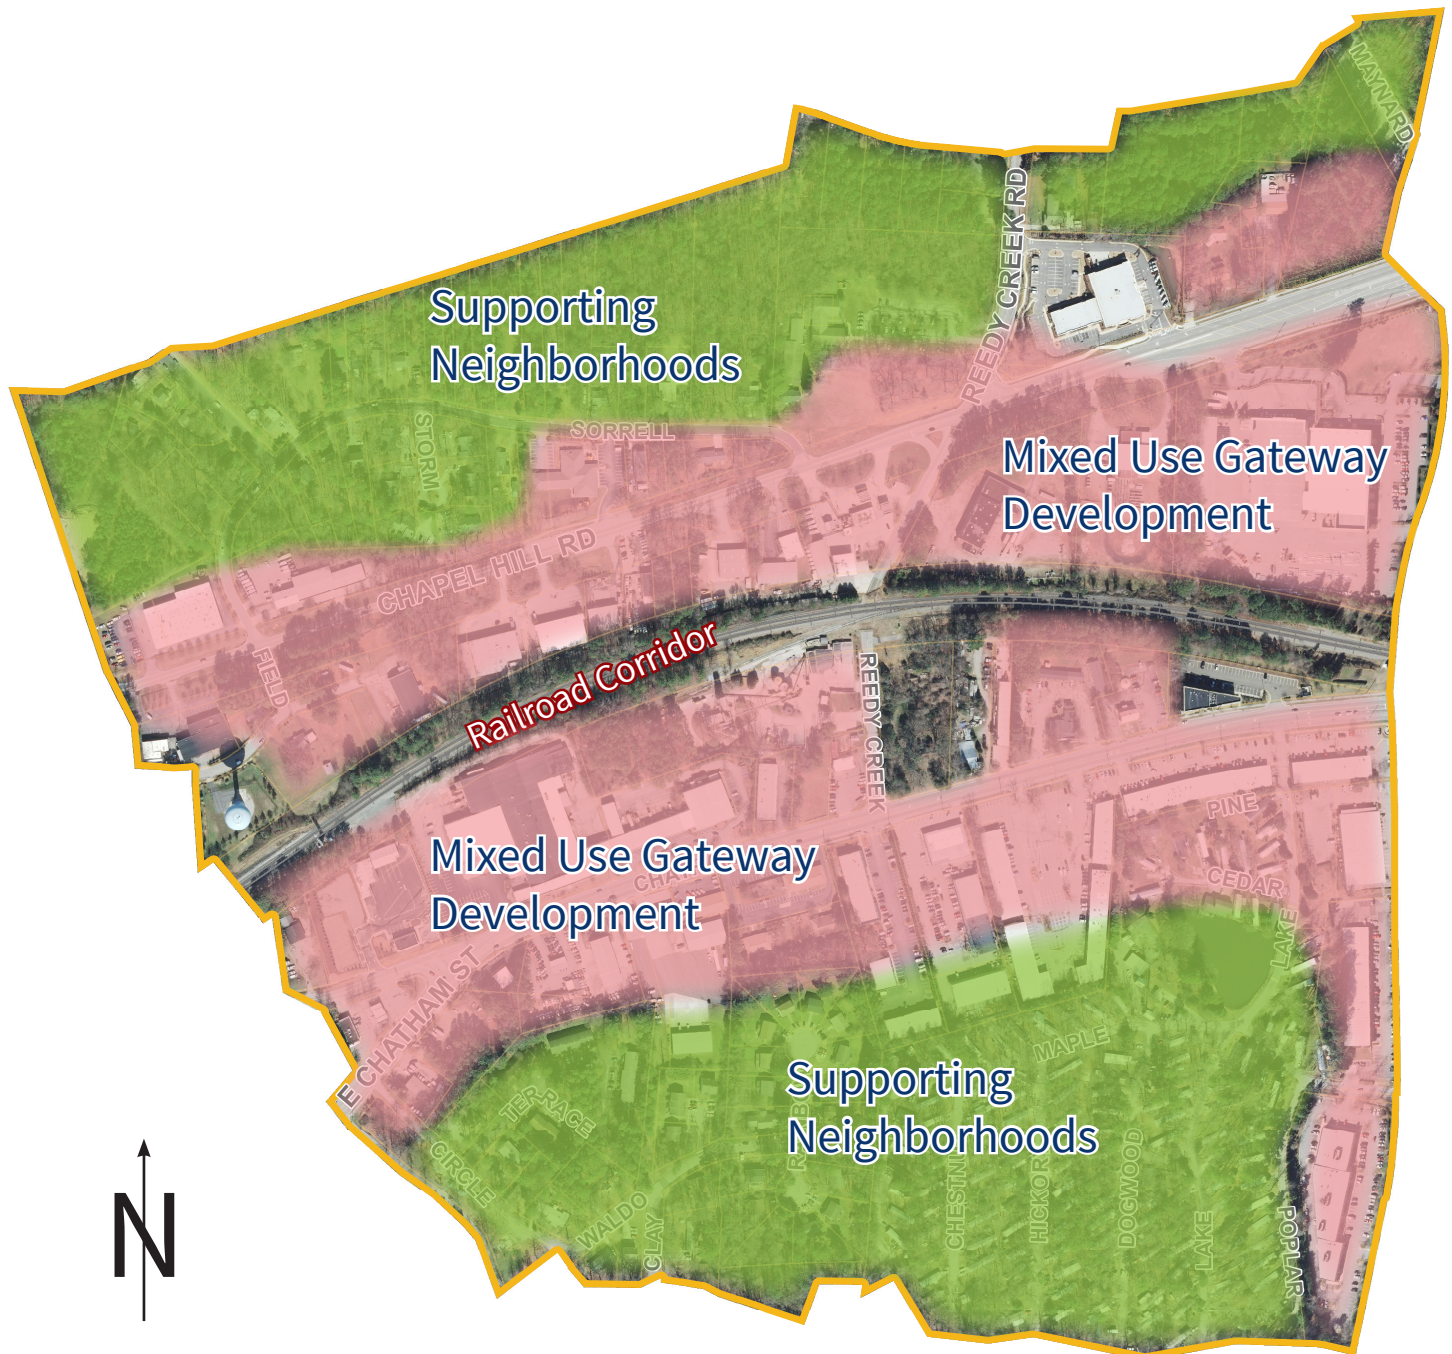 MAYNARD
REEDY CREEK RD
Supporting
Neighborhoods
STORM
SORRELL
Mixed Use Gateway
Development
CHAPEL HILL RD
FIELD
Railroad Corridor
REEDY CREEK
PINE
CEDAR
LAKE
Mixed Use Gateway
Development
E CHATHAM ST
MAPLE
Supporting
Neighborhoods
TERRACE
CIRCLE
WALDO
CLAY
HICKOR
DOGWOOD
LAKE
POPLAR
N